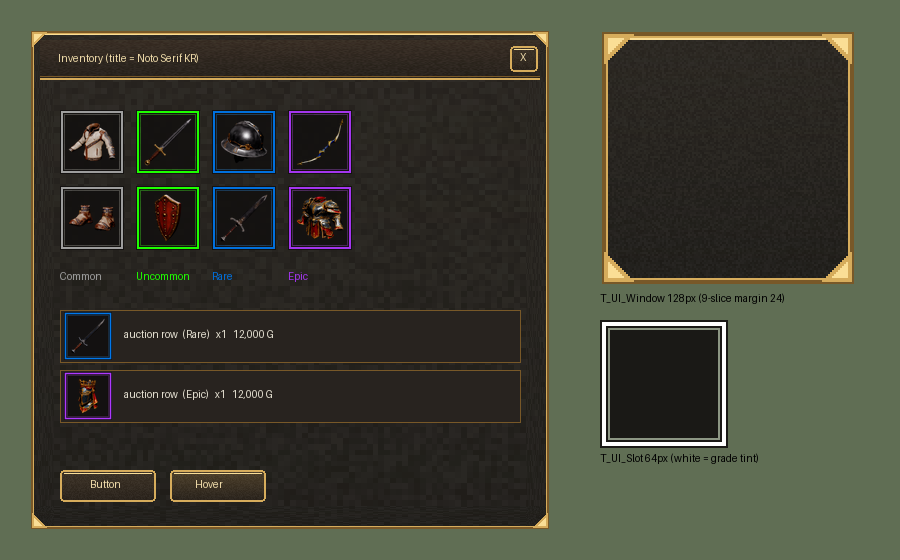 Inventory (title = Noto Serif KR)
X
Common Uncommon Rare Epic
auction row (Rare) x1 12,000 G
auction row (Epic) x1 12,000 G
Button Hover
T_UI_Window 128px (9-slice margin 24)
T_UI_Slot 64px (white = grade tint)